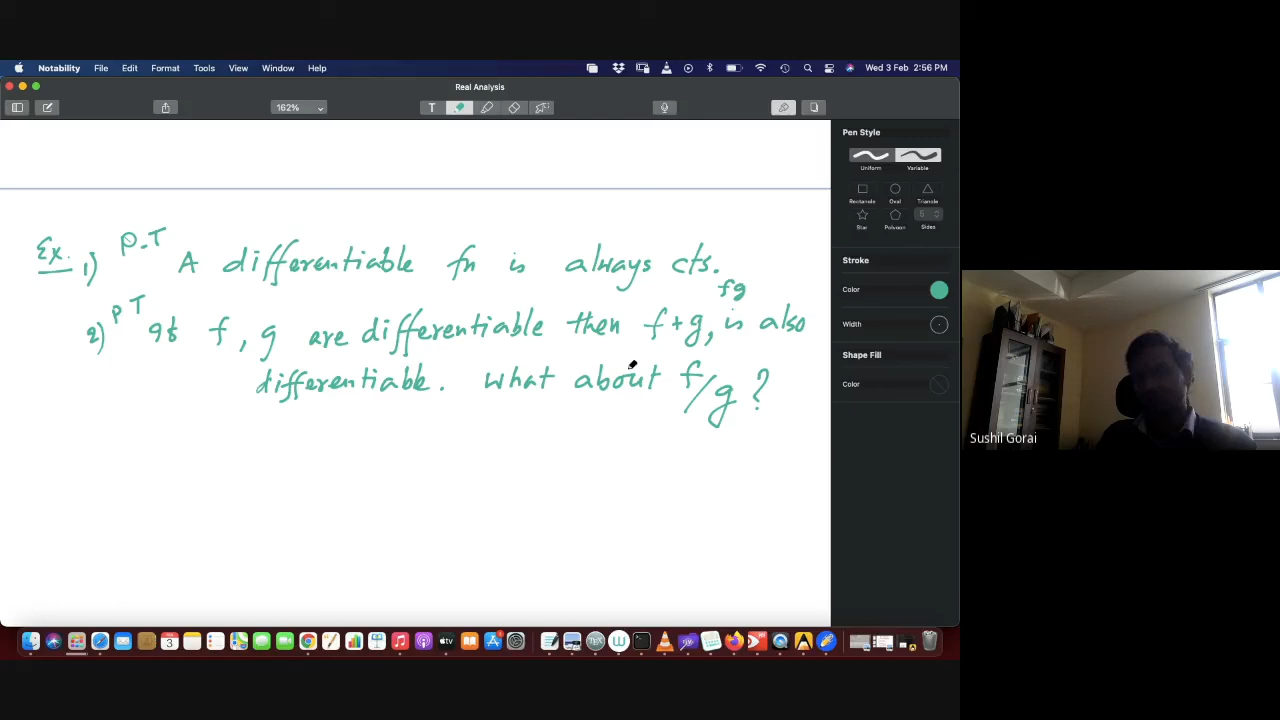 Notability File Edit Format Tools View Window Help Wed 3 Feb 2:56 PM
Real Analysis
162% T
Pen Style
Uniform Variable
Rectangle Oval Triangle
Star Polygon 5 Sides
Stroke
Color
Width
Shape Fill
Color
Ex. 1) P.T A differentiable fn is always cts.
fg
2) P T If f, g are differentiable then f+g, is also
differentiable. What about f/g ?
Sushil Gorai